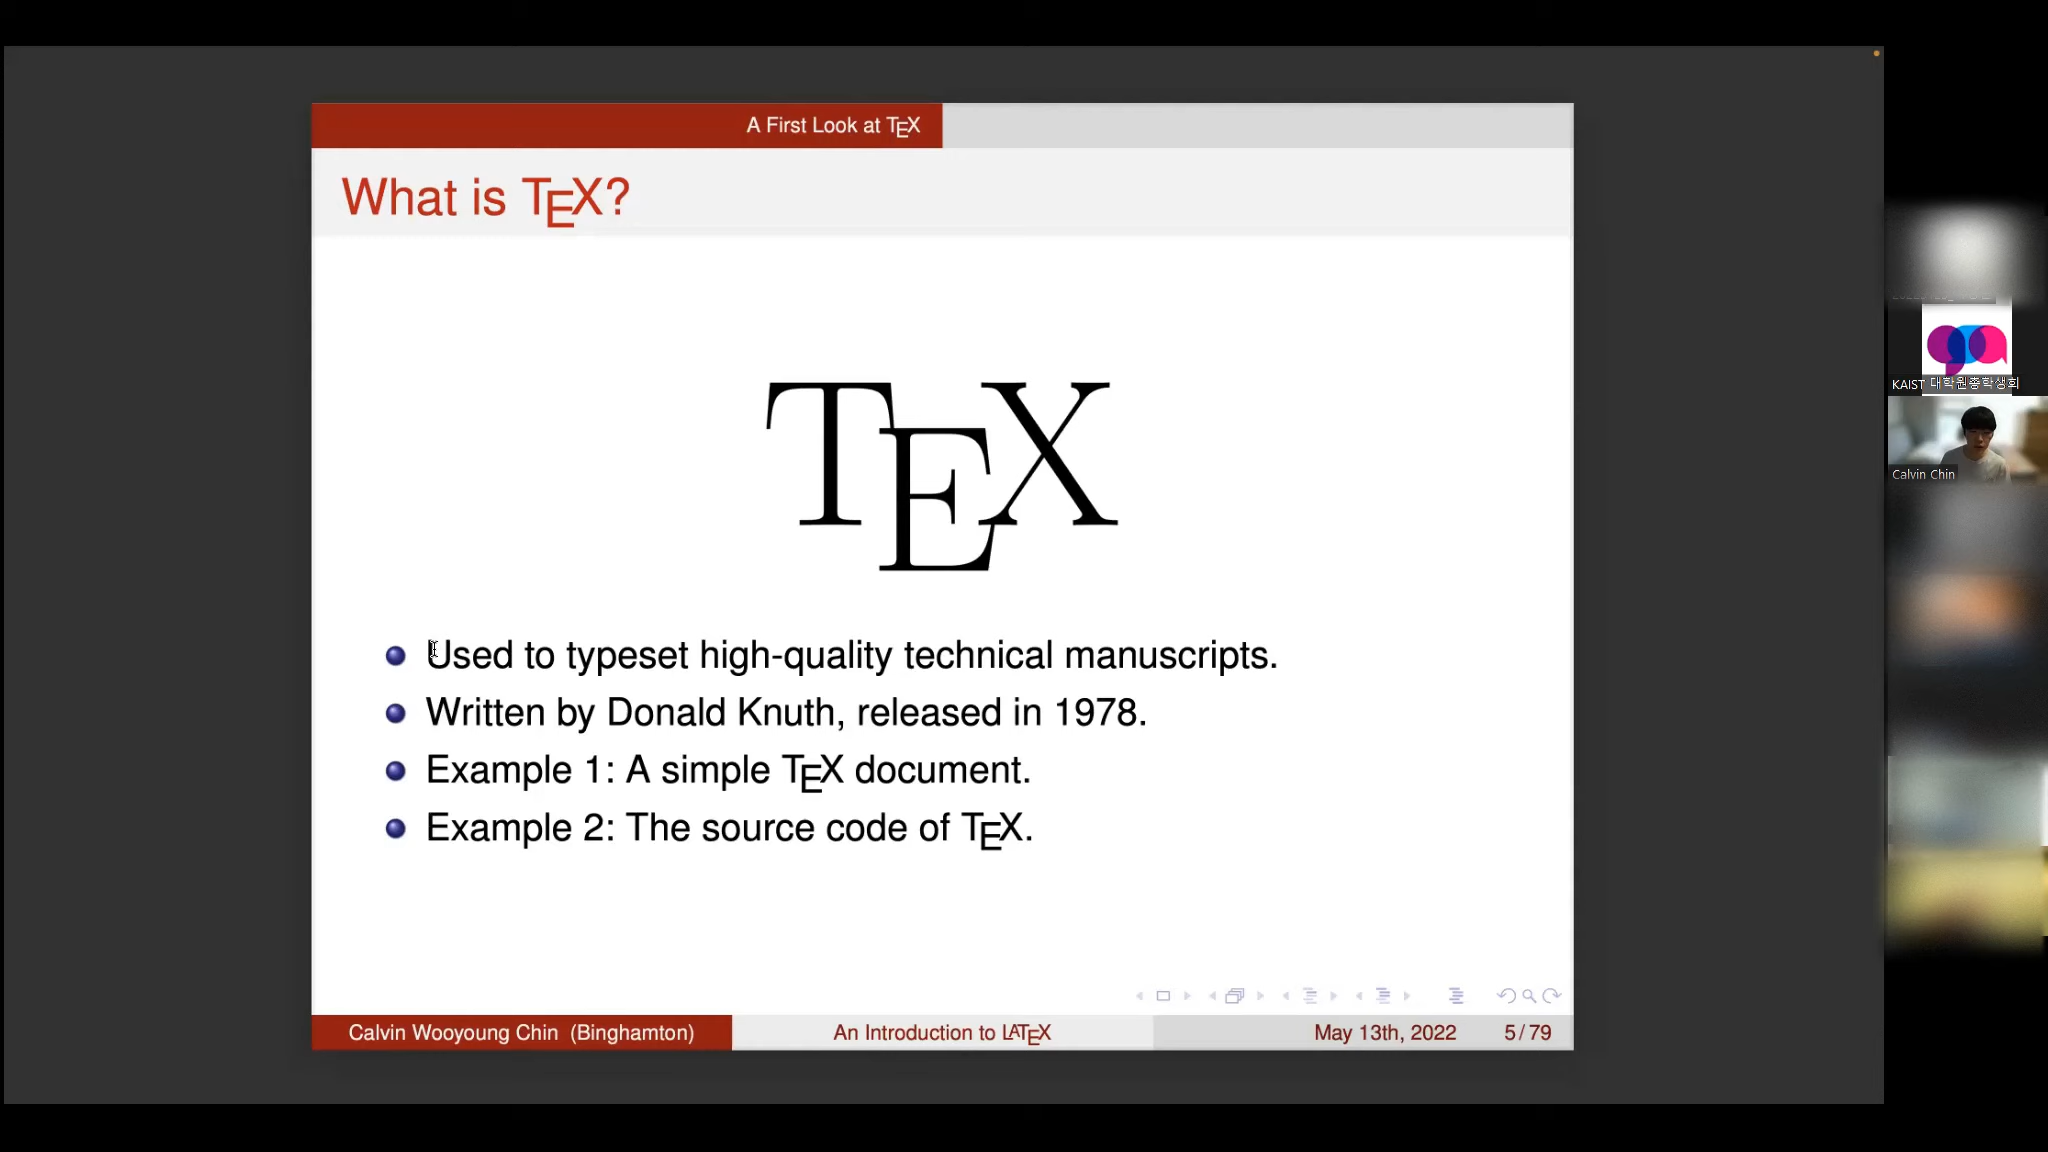 A First Look at TEX
What is TEX?
TEX
Used to typeset high-quality technical manuscripts.
Written by Donald Knuth, released in 1978.
Example 1: A simple TEX document.
Example 2: The source code of TEX.
Calvin Wooyoung Chin (Binghamton)
An Introduction to LATEX
May 13th, 2022
5/79
KAIST 대학원총학생회
Calvin Chin